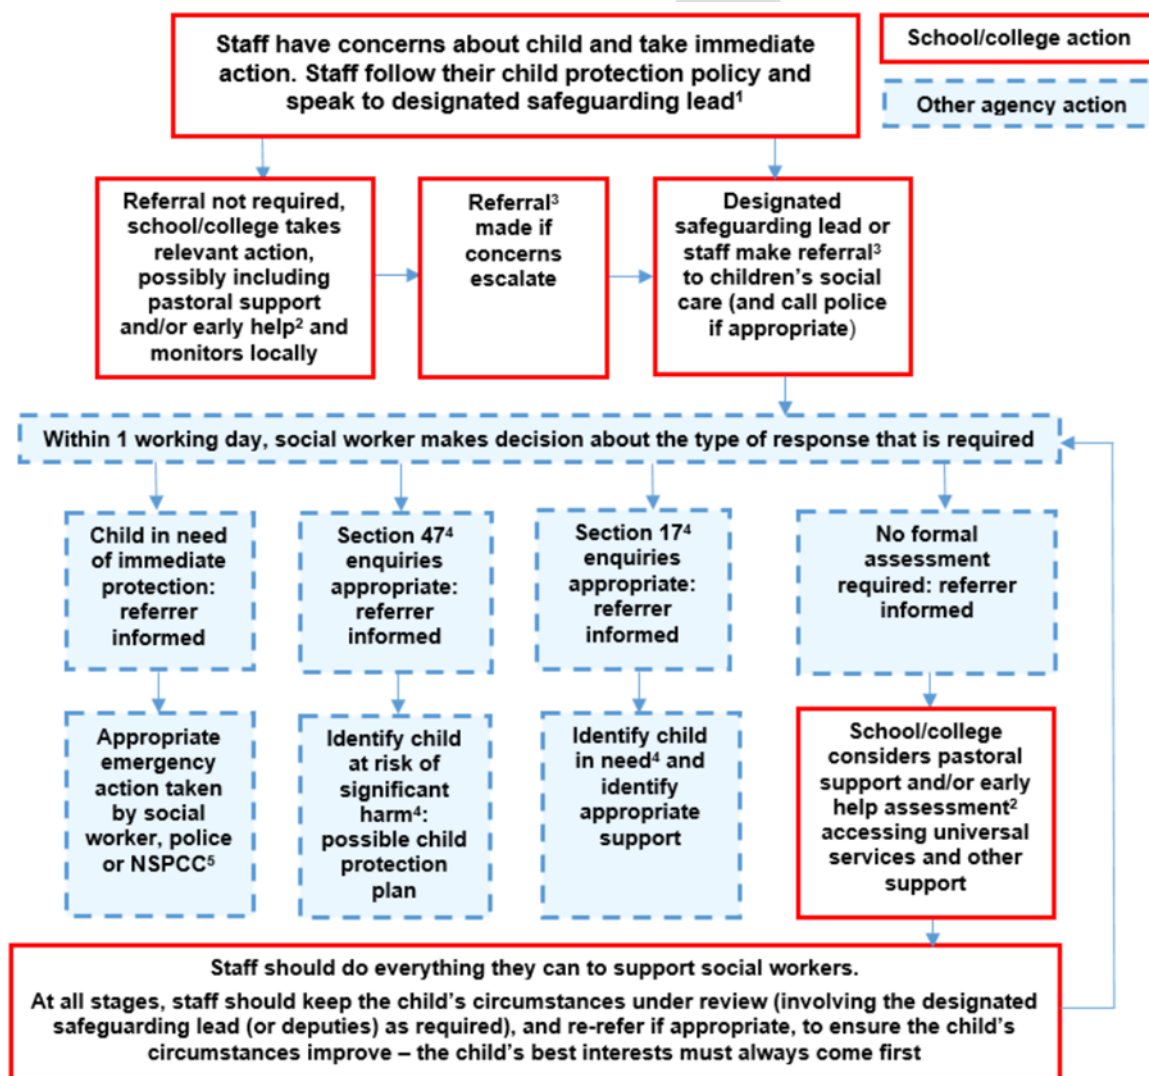 Staff have concerns about child and take immediate
action. Staff follow their child protection policy and
speak to designated safeguarding lead¹
School/college action
Other agency action
Referral not required,
school/college takes
relevant action,
possibly including
pastoral support
and/or early help² and
monitors locally
Referral³
made if
concerns
escalate
Designated
safeguarding lead or
staff make referral³
to children's social
care (and call police
if appropriate)
Within 1 working day, social worker makes decision about the type of response that is required
Child in need
of immediate
protection:
referrer
informed
Section 47⁴
enquiries
appropriate:
referrer
informed
Section 17⁴
enquiries
appropriate:
referrer
informed
No formal
assessment
required: referrer
informed
Appropriate
emergency
action taken
by social
worker, police
or NSPCC⁵
Identify child
at risk of
significant
harm⁴:
possible child
protection
plan
Identify child
in need⁴ and
identify
appropriate
support
School/college
considers pastoral
support and/or early
help assessment²
accessing universal
services and other
support
Staff should do everything they can to support social workers.
At all stages, staff should keep the child's circumstances under review (involving the designated
safeguarding lead (or deputies) as required), and re-refer if appropriate, to ensure the child's
circumstances improve – the child's best interests must always come first